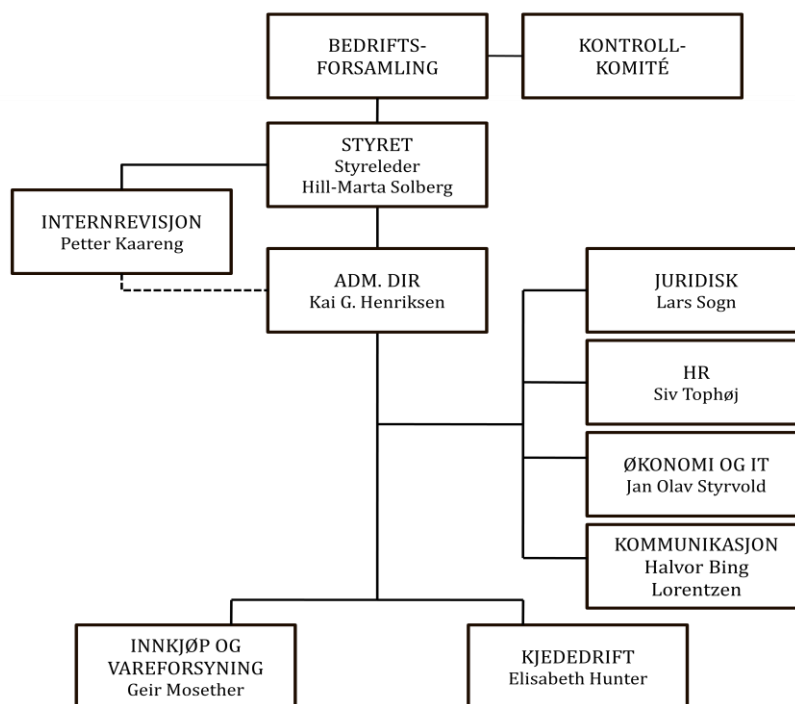 BEDRIFTS-
FORSAMLING
KONTROLL-
KOMITÉ
STYRET
Styreleder
Hill-Marta Solberg
INTERNREVISJON
Petter Kaareng
ADM. DIR
Kai G. Henriksen
JURIDISK
Lars Sogn
HR
Siv Tophøj
ØKONOMI OG IT
Jan Olav Styrvold
KOMMUNIKASJON
Halvor Bing
Lorentzen
INNKJØP OG
VAREFORSYNING
Geir Mosether
KJEDEDRIFT
Elisabeth Hunter